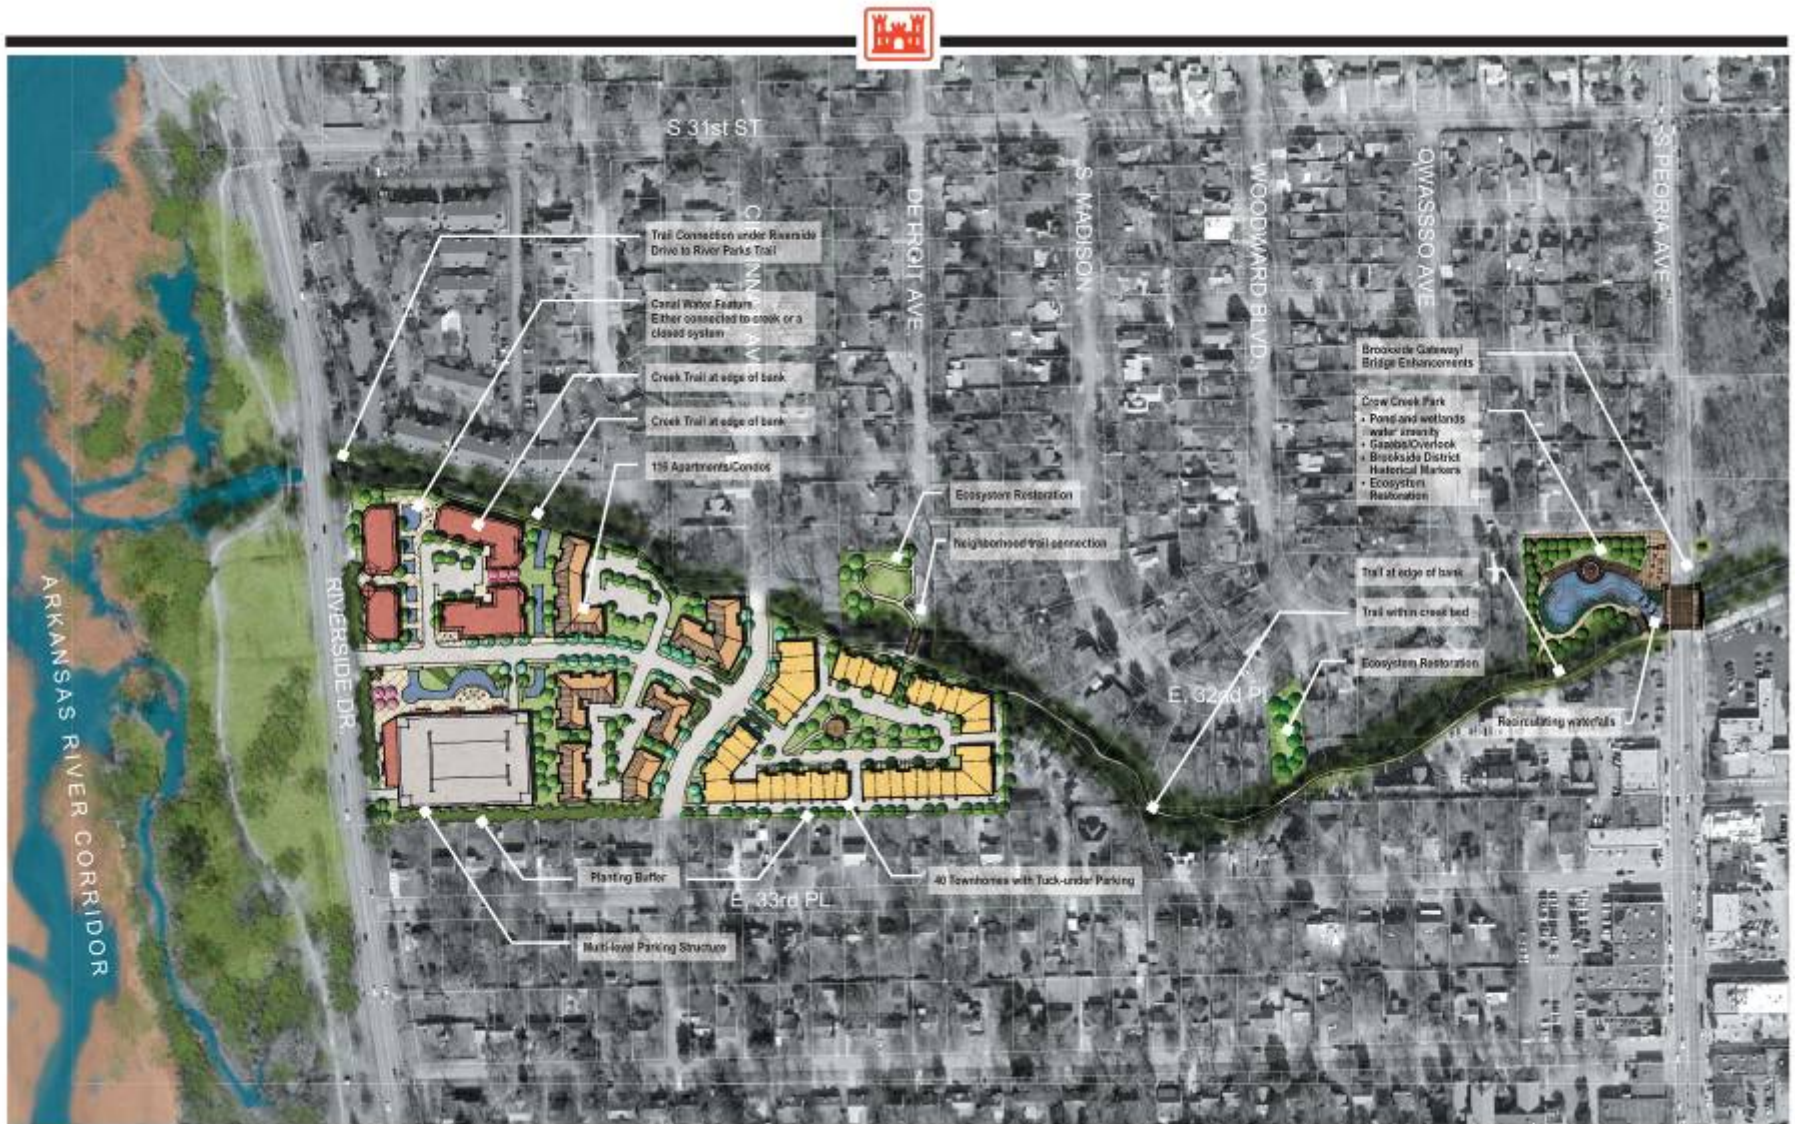 S 31st ST
DETROIT AVE
S. MADISON
WOODWARD BLVD.
OWASSSO AVE
S PEORIA AVE
Trail Connection under Riverside
Drive to River Parks Trail
Canal Water Feature
Either connected to creek or a
closed system
Creek Trail at edge of bank
Creek Trail at edge of bank
Apartments/Condos
Ecosystem Restoration
Neighborhood trail connection
Brookside Gateway/
Bridge Enhancements
Crow Creek Park
• Pond and wetlands
water amenity
• Gazebo/Overlook
• Brookside District
Historical Markers
• Ecosystem
Restoration
Trail at edge of bank
Trail within creek bed
Ecosystem Restoration
E. 32nd PL
Recirculating waterfalls
ARKANSAS RIVER CORRIDOR
RIVERSIDE DR.
Planting Buffer
40 Townhomes with Tuck-under Parking
E. 33rd PL
Multi-level Parking Structure